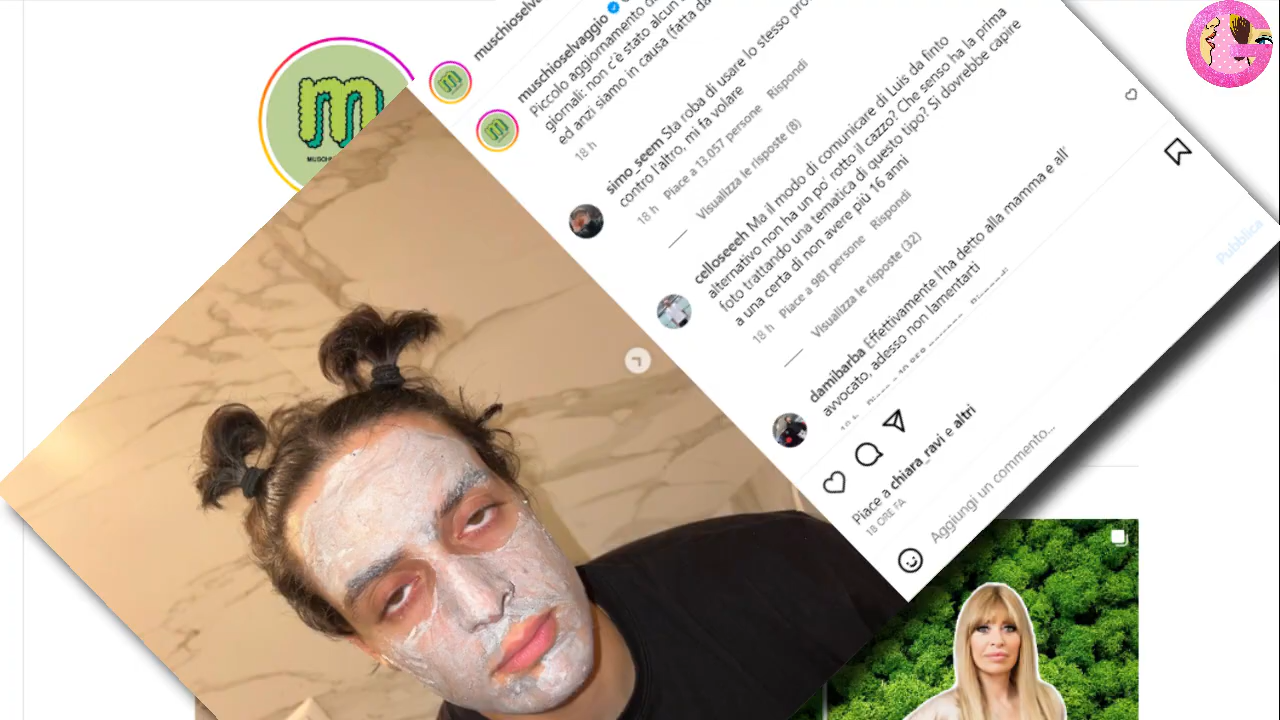 muschioselva
muschioselvaggio
Piccolo aggiornamento d
giornali: non c'è stato alcun
ed anzi siamo in causa (fatta da
18 h
simo_seem Sta roba di usare lo stesso pro
contro l'altro, mi fa volare
18 h Piace a 13.057 persone Rispondi
Visualizza le risposte (8)
celloseeeh Ma il modo di comunicare di Luis da finto
alternativo non ha un po' rotto il cazzo? Che senso ha la prima
foto trattando una tematica di questo tipo? Si dovrebbe capire
a una certa di non avere più 16 anni
18 h Piace a 981 persone Rispondi
Visualizza le risposte (32)
damibarba Effettivamente l'ha detto alla mamma e all'
avvocato, adesso non lamentarti
Piace a chiara_ravi e altri
18 ORE FA
Aggiungi un commento...
Pubblica
m
MUSCH